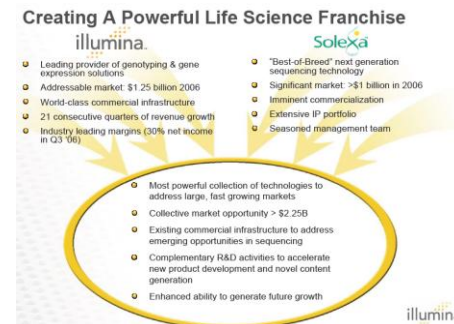 Creating A Powerful Life Science Franchise
illumina.
Leading provider of genotyping & gene
expression solutions
Addressable market: $1.25 billion 2006
World-class commercial infrastructure
21 consecutive quarters of revenue growth
Industry leading margins (30% net income
in Q3 '06)
Solexa
"Best-of-Breed" next generation
sequencing technology
Significant market: >$1 billion in 2006
Imminent commercialization
Extensive IP portfolio
Seasoned management team
Most powerful collection of technologies to
address large, fast growing markets
Collective market opportunity > $2.25B
Existing commercial infrastructure to address
emerging opportunities in sequencing
Complementary R&D activities to accelerate
new product development and novel content
generation
Enhanced ability to generate future growth
illumin